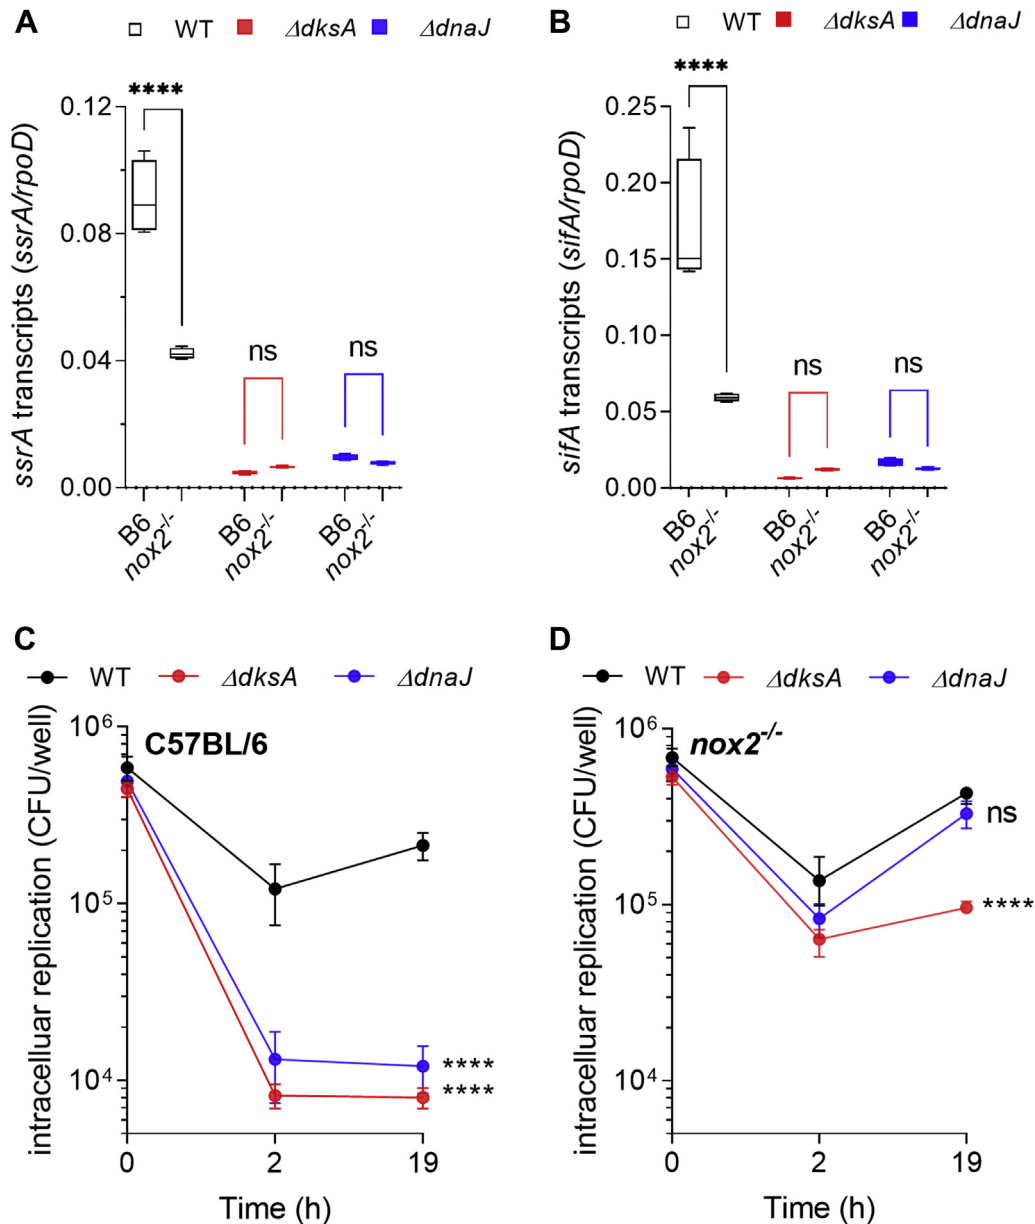 A
WT ΔdksA ΔdnaJ
****
0.12
0.08
0.04
0.00
ssrA transcripts (ssrA/rpoD)
ns
ns
B6
nox2-/-
B6
nox2-/-
B6
nox2-/-
B
WT ΔdksA ΔdnaJ
****
0.25
0.20
0.15
0.10
0.05
0.00
sifA transcripts (sifA/rpoD)
ns
ns
B6
nox2-/-
B6
nox2-/-
B6
nox2-/-
C
WT ΔdksA ΔdnaJ
C57BL/6
10⁶
10⁵
10⁴
intracelluar replication (CFU/well)
****
****
0 2 19
Time (h)
D
WT ΔdksA ΔdnaJ
nox2-/-
10⁶
10⁵
10⁴
intracelluar replication (CFU/well)
ns
****
0 2 19
Time (h)